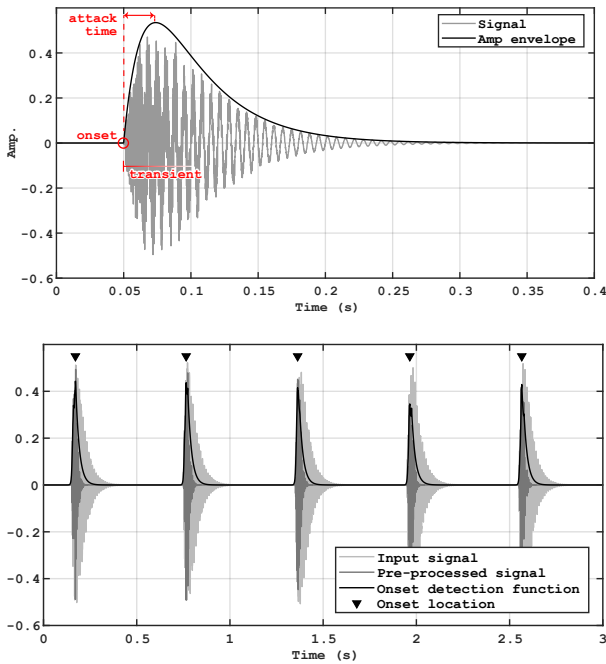 attack
time
Signal
Amp envelope
0.4
0.2
onset
0
transient
-0.2
-0.4
-0.6
Amp.
0 0.05 0.1 0.15 0.2 0.25 0.3 0.35 0.4
Time (s)
0.4
0.2
0
-0.2
-0.4
-0.6
Input signal
Pre-processed signal
Onset detection function
Onset location
0 0.5 1 1.5 2 2.5 3
Time (s)